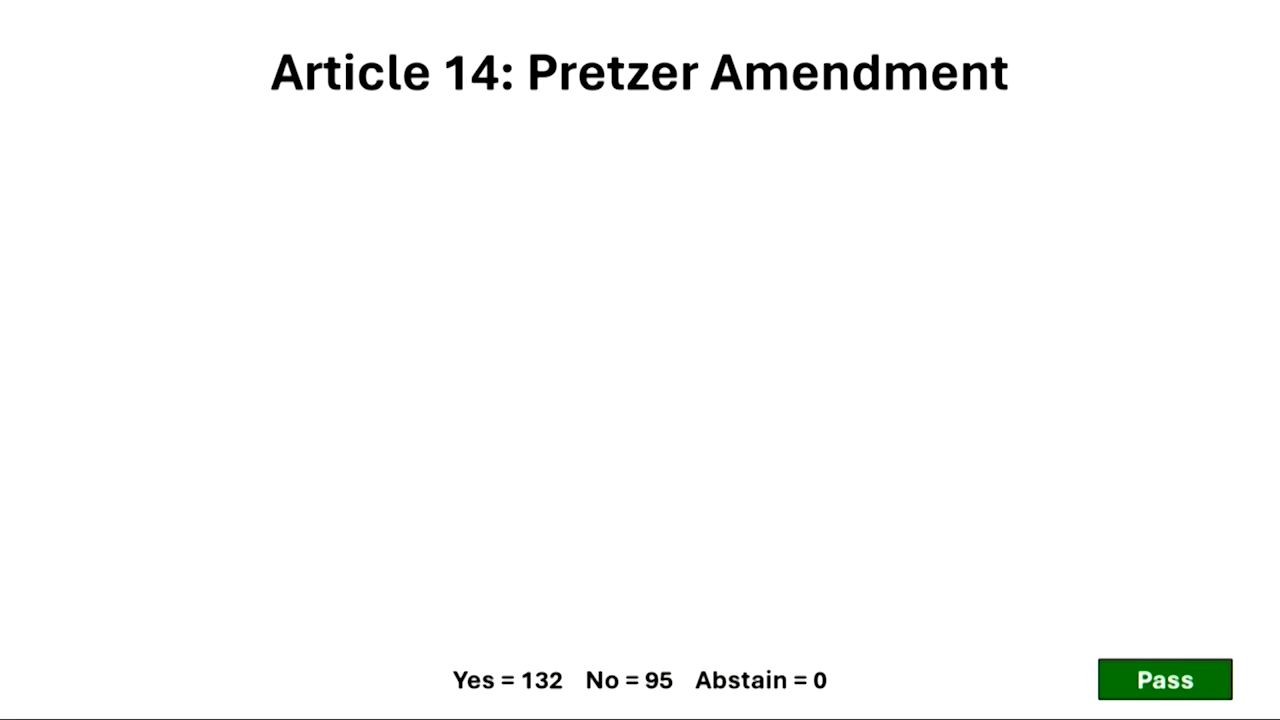 Article 14: Pretzer Amendment
Yes = 132 No = 95 Abstain = 0
Pass